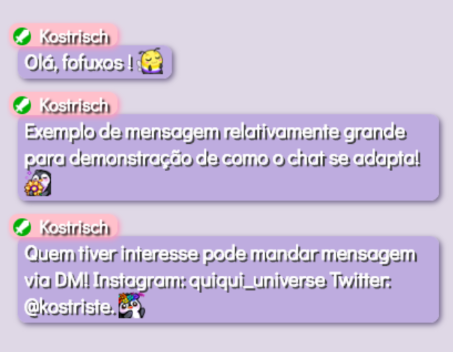 Kostrisch
Olá, fofuxos !
Kostrisch
Exemplo de mensagem relativamente grande
para demonstração de como o chat se adapta!
Kostrisch
Quem tiver interesse pode mandar mensagem
via DM! Instagram: quiqui_universe Twitter:
@kostriste.